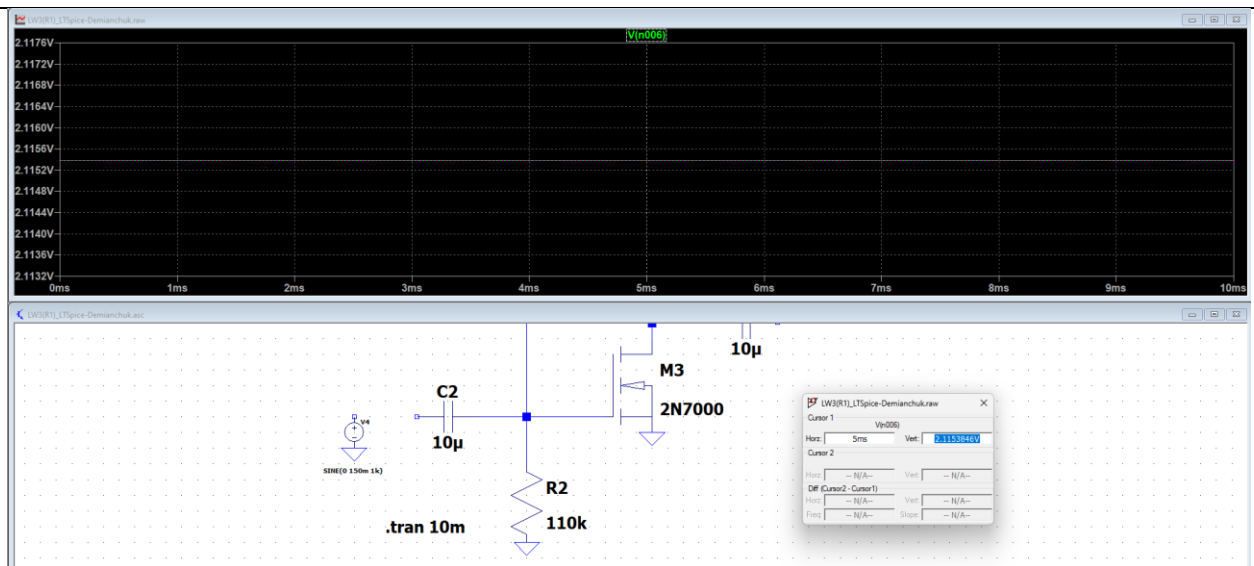 LW3(R1)_LTSpice-Demianchuk.raw
V(n006)
2.1176V
2.1172V
2.1168V
2.1164V
2.1160V
2.1156V
2.1152V
2.1148V
2.1144V
2.1140V
2.1136V
2.1132V
0ms 1ms 2ms 3ms 4ms 5ms 6ms 7ms 8ms 9ms 10ms
LW3(R1)_LTSpice-Demianchuk.asc
10µ
M3
2N7000
C2
10µ
V4
SINE(0 150m 1k)
R2
110k
.tran 10m
LW3(R1)_LTSpice-Demianchuk.raw
Cursor 1
V(n006)
Horz: 5ms Vert: 2.1153846V
Cursor 2
Horz: -- N/A-- Vert: -- N/A--
Diff (Cursor2 - Cursor1)
Horz: -- N/A-- Vert: -- N/A--
Freq: -- N/A-- Slope: -- N/A--